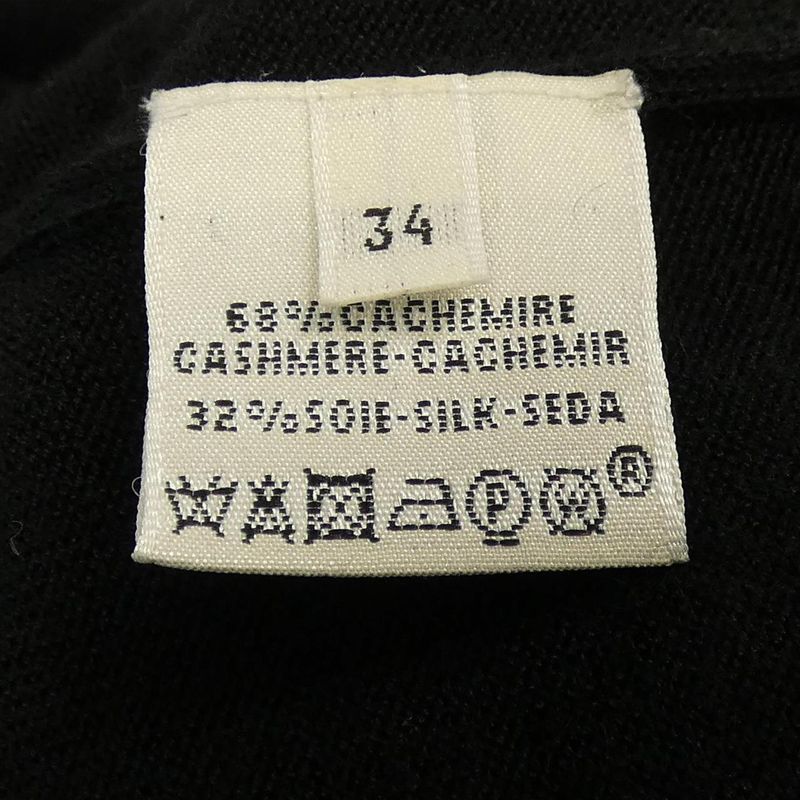 34
68%CACHEMIRE
CASHMERE-CACHEMIR
32%SOIE-SILK-SEDA
P
W
®